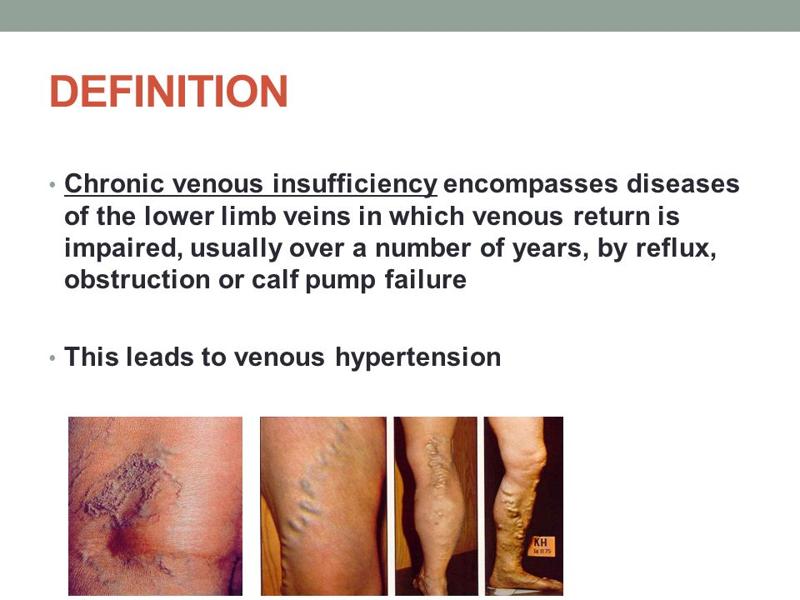 DEFINITION
• Chronic venous insufficiency encompasses diseases
of the lower limb veins in which venous return is
impaired, usually over a number of years, by reflux,
obstruction or calf pump failure
• This leads to venous hypertension
KH